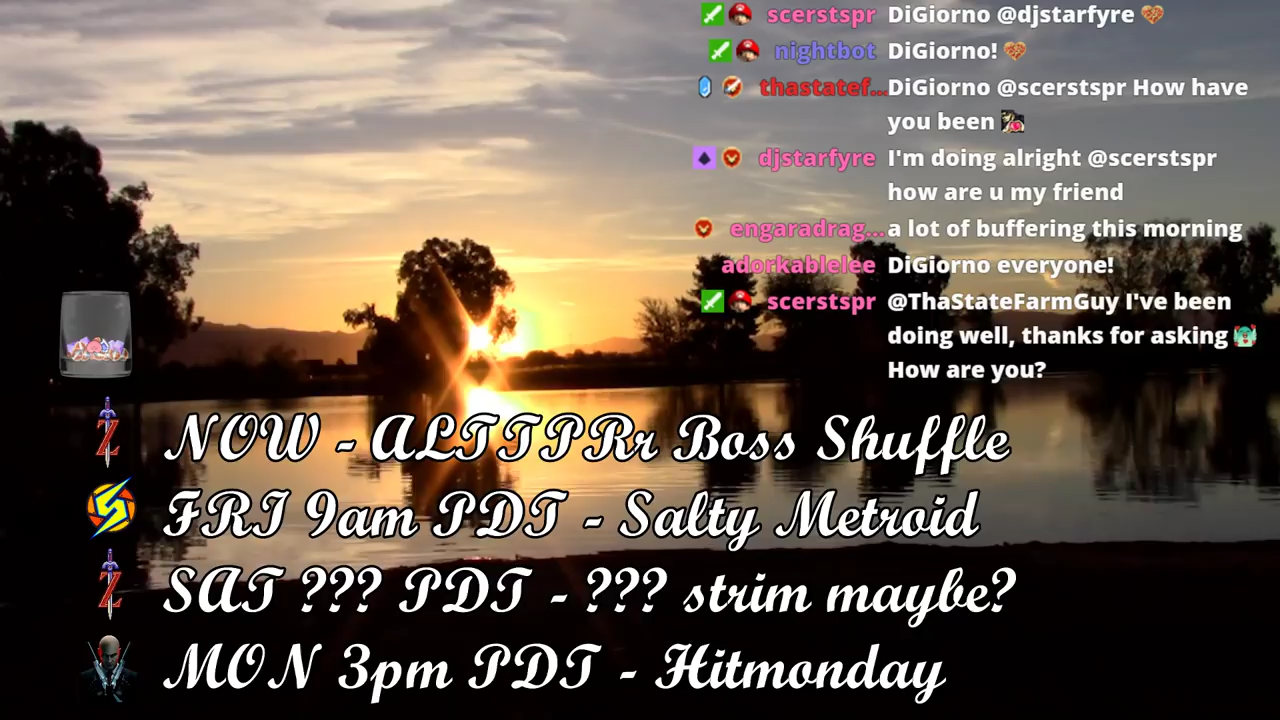 scerstspr DiGiorno @djstarfyre
nightbot DiGiorno!
thastatef... DiGiorno @scerstspr How have
you been
djstarfyre I'm doing alright @scerstspr
how are u my friend
engaradrag... a lot of buffering this morning
adorkablelee DiGiorno everyone!
scerstspr @ThaStateFarmGuy I've been
doing well, thanks for asking
How are you?
Z NOW - ALTTPRr Boss Shuffle
FRI 9am PDT - Salty Metroid
Z SAT ??? PDT - ??? strim maybe?
MON 3pm PDT - Hitmonday